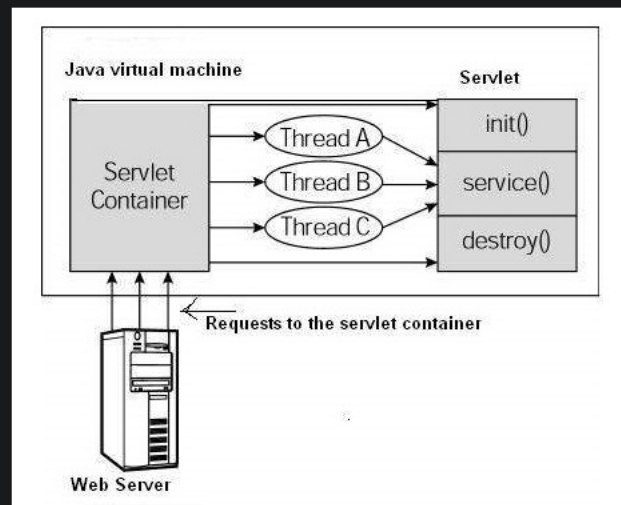 Java virtual machine
Servlet
init()
Thread A
Servlet
Container
Thread B
service()
Thread C
destroy()
Requests to the servlet container
Web Server